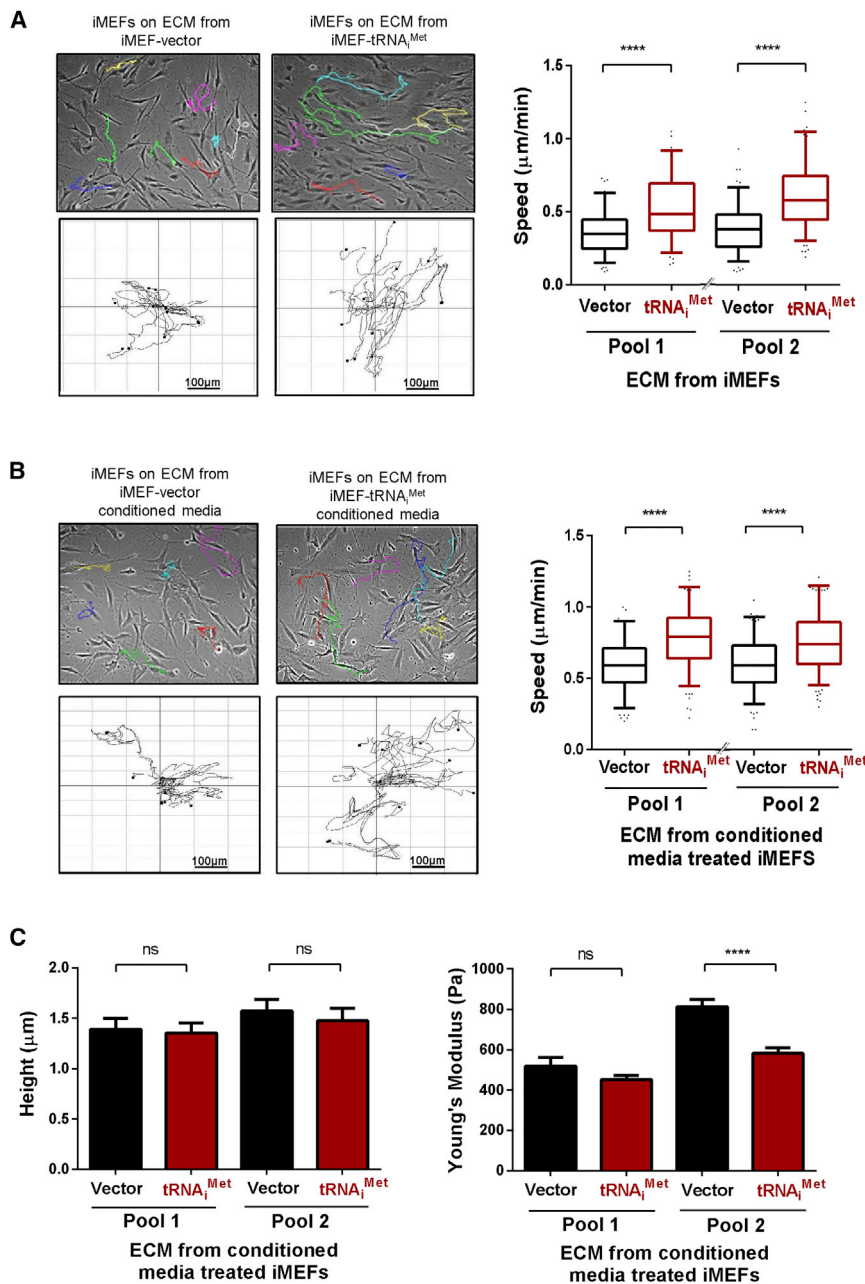 A
iMEFs on ECM from
iMEF-vector
iMEFs on ECM from
iMEF-tRNAiMet
100µm
100µm
Speed (µm/min)
1.5
1.0
0.5
0.0
****
****
Vector
tRNAiMet
Vector
tRNAiMet
Pool 1
Pool 2
ECM from iMEFs
B
iMEFs on ECM from
iMEF-vector
conditioned media
iMEFs on ECM from
iMEF-tRNAiMet
conditioned media
100µm
100µm
Speed (µm/min)
1.5
1.0
0.5
0.0
****
****
Vector
tRNAiMet
Vector
tRNAiMet
Pool 1
Pool 2
ECM from conditioned
media treated iMEFS
C
Height (µm)
2.0
1.5
1.0
0.5
0.0
ns
ns
Vector
tRNAiMet
Vector
tRNAiMet
Pool 1
Pool 2
ECM from conditioned
media treated iMEFs
Young's Modulus (Pa)
1000
800
600
400
200
0
ns
****
Vector
tRNAiMet
Vector
tRNAiMet
Pool 1
Pool 2
ECM from conditioned
media treated iMEFs